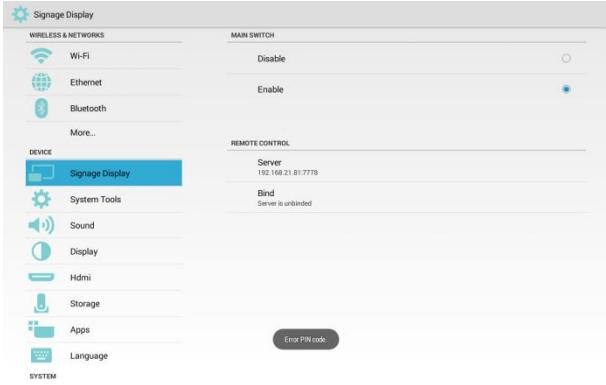 Signage Display
WIRELESS & NETWORKS
Wi-Fi
Ethernet
Bluetooth
More...
DEVICE
Signage Display
System Tools
Sound
Display
Hdmi
Storage
Apps
Language
SYSTEM
MAIN SWITCH
Disable
Enable
REMOTE CONTROL
Server
192.168.21.81:7778
Bind
Server is unbinded
Error PIN code.